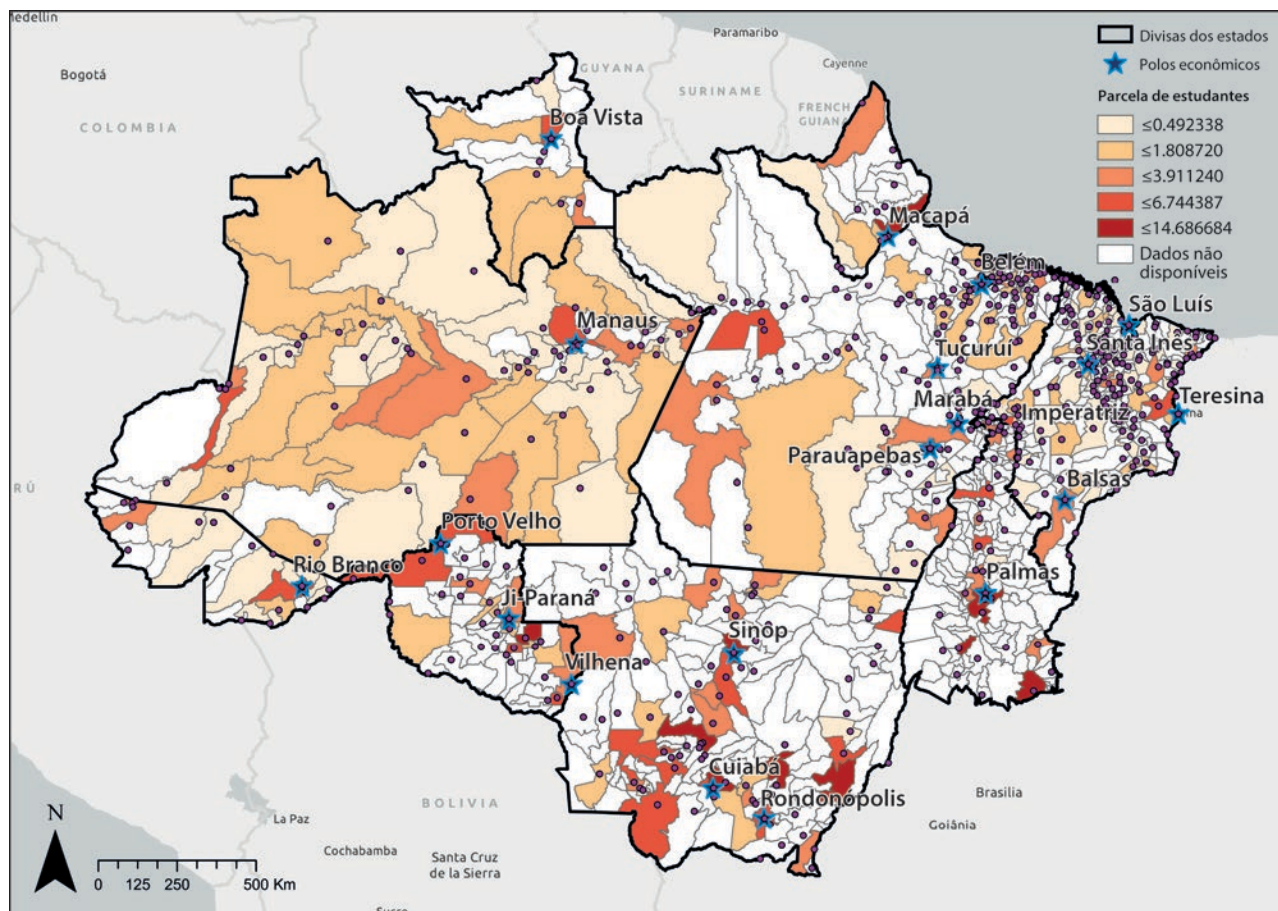 Medellin
Bogotá
COLOMBIA
GUYANA
Paramaribo
SURINAME
Cayenne
FRENCH
GUIANA
Divisas dos estados
Polos econômicos
Parcela de estudantes
≤0.492338
≤1.808720
≤3.911240
≤6.744387
≤14.686684
Dados não
disponíveis
Boa Vista
Macapá
Belém
São Luís
Manaus
Santa Inês
Tucuruí
Teresina
Marabá
Imperatriz
Parauapebas
Balsas
RÚ
Porto Velho
Rio Branco
Palmas
Ji-Paraná
Sinop
Vilhena
Cuiabá
Rondonópolis
BOLIVIA
Brasilia
Goiânia
La Paz
Cochabamba
Santa Cruz
de la Sierra
N
0 125 250 500 Km